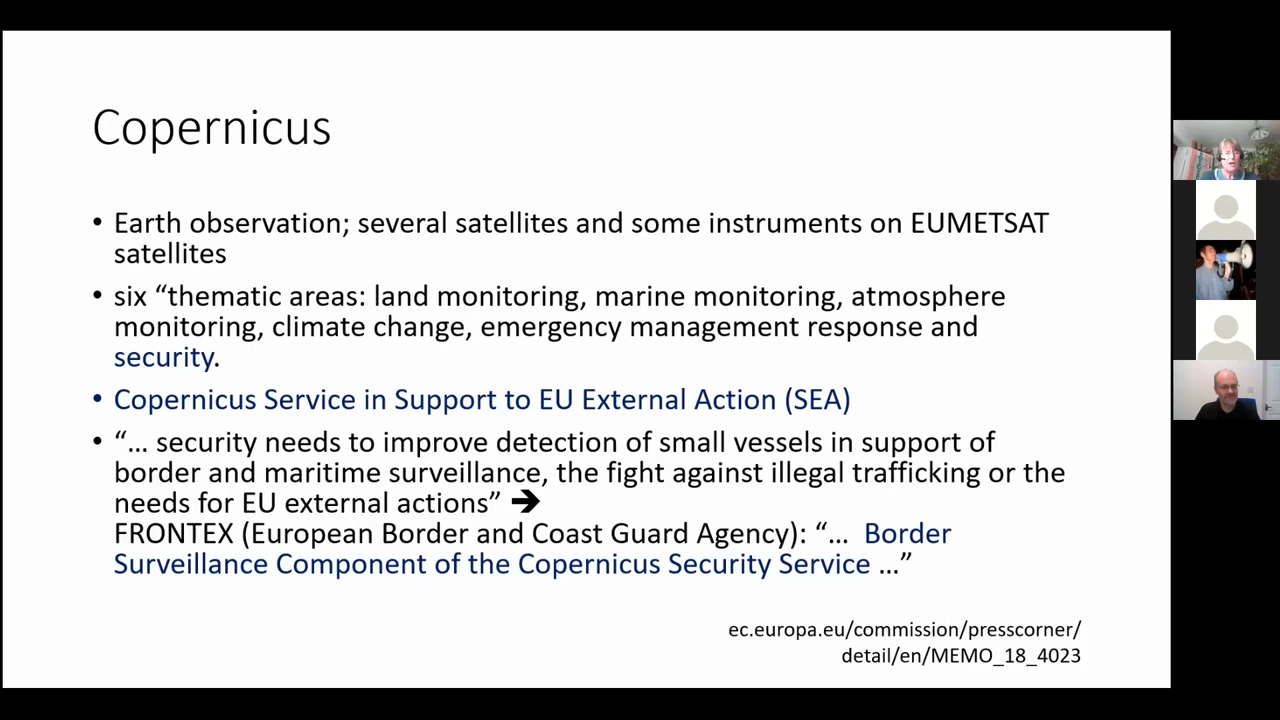 Copernicus
• Earth observation; several satellites and some instruments on EUMETSAT
satellites
• six “thematic areas: land monitoring, marine monitoring, atmosphere
monitoring, climate change, emergency management response and
security.
• Copernicus Service in Support to EU External Action (SEA)
• “… security needs to improve detection of small vessels in support of
border and maritime surveillance, the fight against illegal trafficking or the
needs for EU external actions” ➔
FRONTEX (European Border and Coast Guard Agency): “… Border
Surveillance Component of the Copernicus Security Service …”
ec.europa.eu/commission/presscorner/
detail/en/MEMO_18_4023